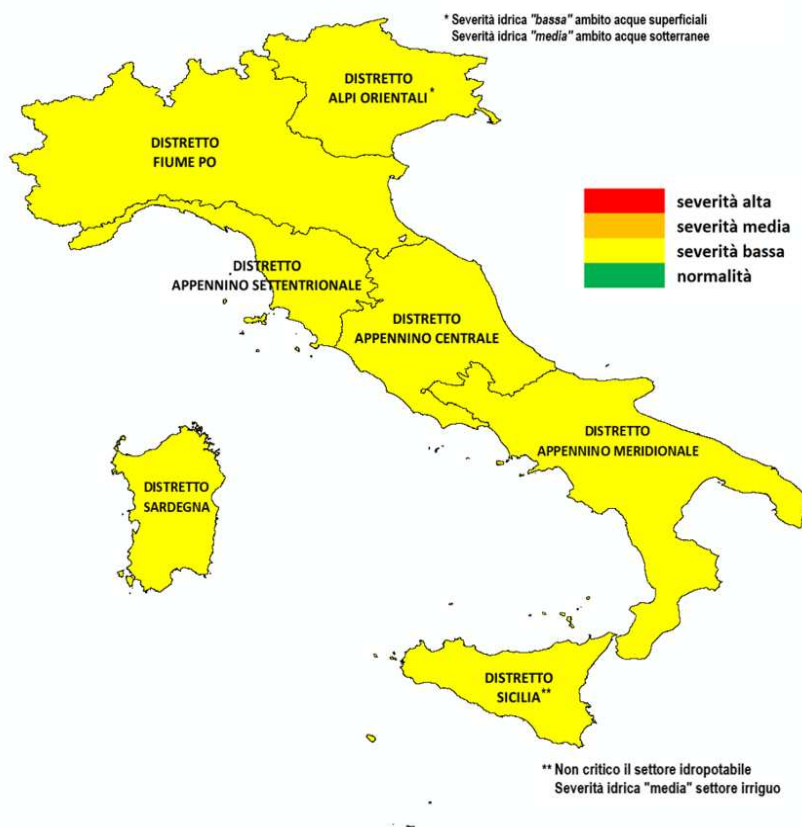 * Severità idrica "bassa" ambito acque superficiali
Severità idrica "media" ambito acque sotterranee
DISTRETTO
ALPI ORIENTALI*
DISTRETTO
FIUME PO
severità alta
severità media
severità bassa
normalità
DISTRETTO
APPENNINO SETTENTRIONALE
DISTRETTO
APPENNINO CENTRALE
DISTRETTO
APPENNINO MERIDIONALE
DISTRETTO
SARDEGNA
DISTRETTO
SICILIA**
** Non critico il settore idropotabile
Severità idrica "media" settore irriguo